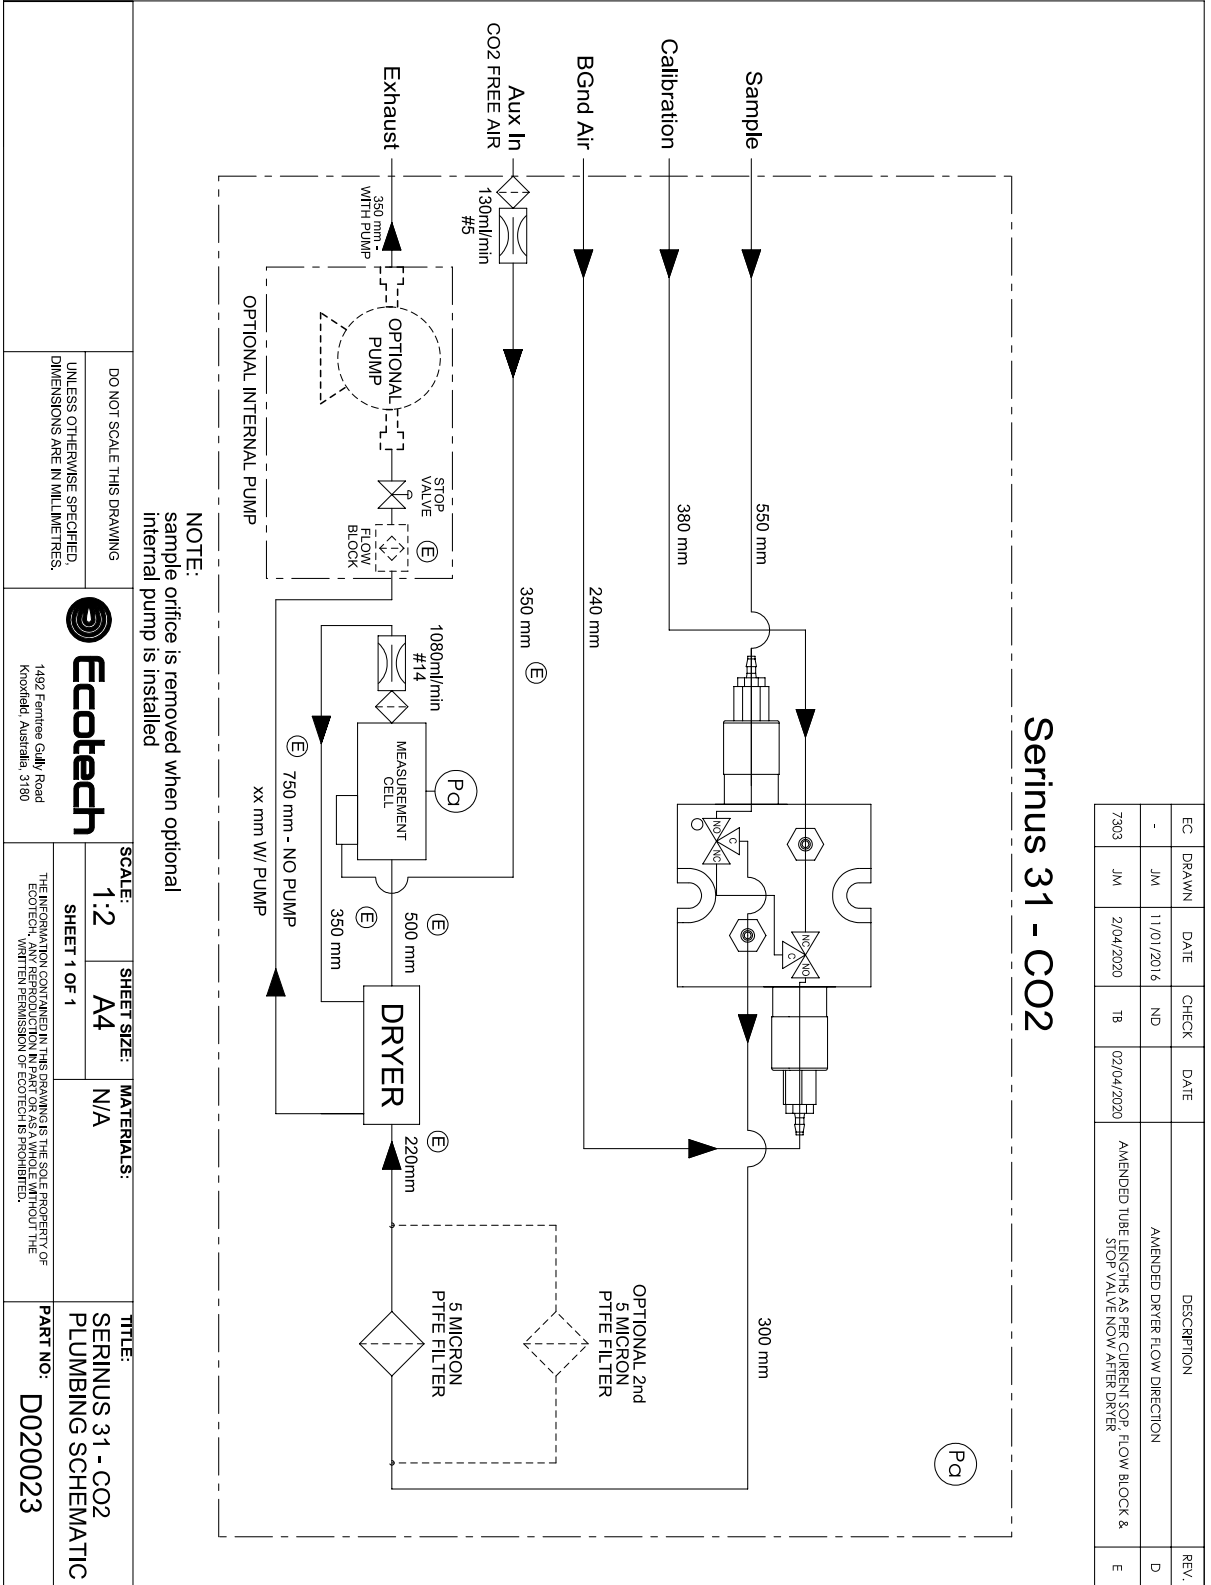 EC DRAWN DATE CHECK DATE DESCRIPTION REV.
- JM 11/01/2016 ND AMENDED DRYER FLOW DIRECTION D
7303 JM 2/04/2020 TB 02/04/2020 AMENDED TUBE LENGTHS AS PER CURRENT SOP, FLOW BLOCK &
STOP VALVE NOW AFTER DRYER E
Serinus 31 - CO2
Pa
Sample
550 mm
Calibration
380 mm
BGnd Air
240 mm
Aux In
CO2 FREE AIR
130ml/min
#5
350 mm E
Exhaust
350 mm -
WITH PUMP
NO
C
NC
NC
NO
C
300 mm
OPTIONAL
PUMP
STOP
VALVE
E
FLOW
BLOCK
OPTIONAL INTERNAL PUMP
1080ml/min
#14
Pa
MEASUREMENT
CELL
E
500 mm
E
350 mm
E 750 mm - NO PUMP
xx mm W/ PUMP
DRYER
E
220mm
OPTIONAL 2nd
5 MICRON
PTFE FILTER
5 MICRON
PTFE FILTER
NOTE:
sample orifice is removed when optional
internal pump is installed
DO NOT SCALE THIS DRAWING
UNLESS OTHERWISE SPECIFIED,
DIMENSIONS ARE IN MILLIMETRES.
Ecotech
1492 Ferntree Gully Road
Knoxfield, Australia, 3180
SCALE:
1:2
SHEET SIZE:
A4
MATERIALS:
N/A
SHEET 1 OF 1
THE INFORMATION CONTAINED IN THIS DRAWING IS THE SOLE PROPERTY OF
ECOTECH. ANY REPRODUCTION IN PART OR AS A WHOLE WITHOUT THE
WRITTEN PERMISSION OF ECOTECH IS PROHIBITED.
TITLE:
SERINUS 31 - CO2
PLUMBING SCHEMATIC
PART NO:
D020023